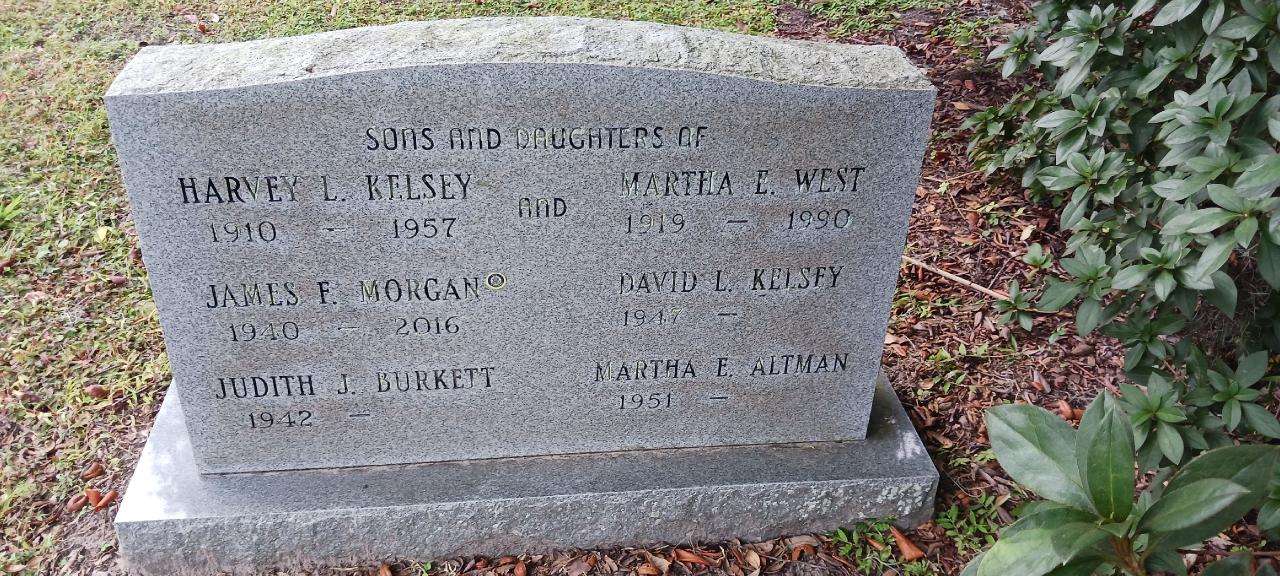 SONS AND DAUGHTERS OF
HARVEY L. KELSEY AND MARTHA E. WEST
1910 - 1957 1919 - 1990
JAMES F. MORGAN DAVID L. KELSEY
1940 - 2016 1947 -
JUDITH J. BURKETT MARTHA E. ALTMAN
1942 - 1951 -